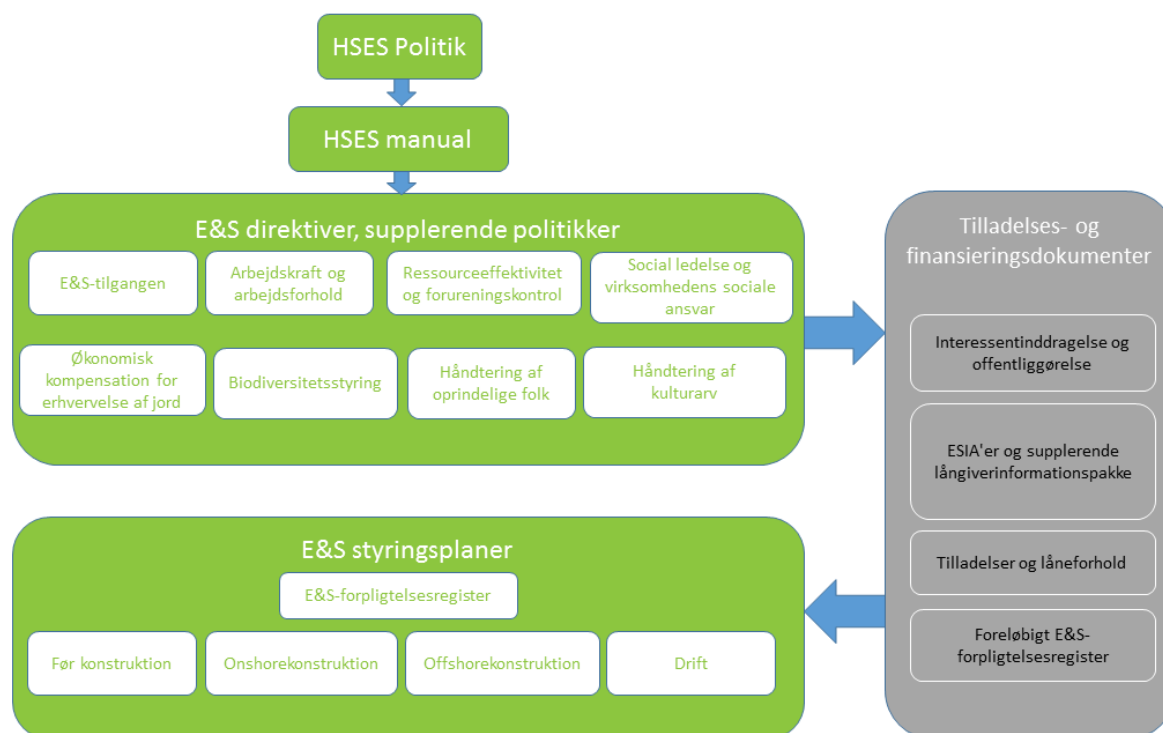 HSES Politik
HSES manual
E&S direktiver, supplerende politikker
E&S-tilgangen
Arbejdskraft og
arbejdsforhold
Ressourceeffektivitet
og forureningskontrol
Social ledelse og
virksomhedens sociale
ansvar
Økonomisk
kompensation for
erhvervelse af jord
Biodiversitetsstyring
Håndtering af
oprindelige folk
Håndtering af
kulturarv
Tilladelses- og
finansieringsdokumenter
Interessentinddragelse og
offentliggørelse
ESIA'er og supplerende
långiverinformationspakke
Tilladelser og låneforhold
Foreløbigt E&S-
forpligtelsesregister
E&S styringsplaner
E&S-forpligtelsesregister
Før konstruktion
Onshorekonstruktion
Offshorekonstruktion
Drift